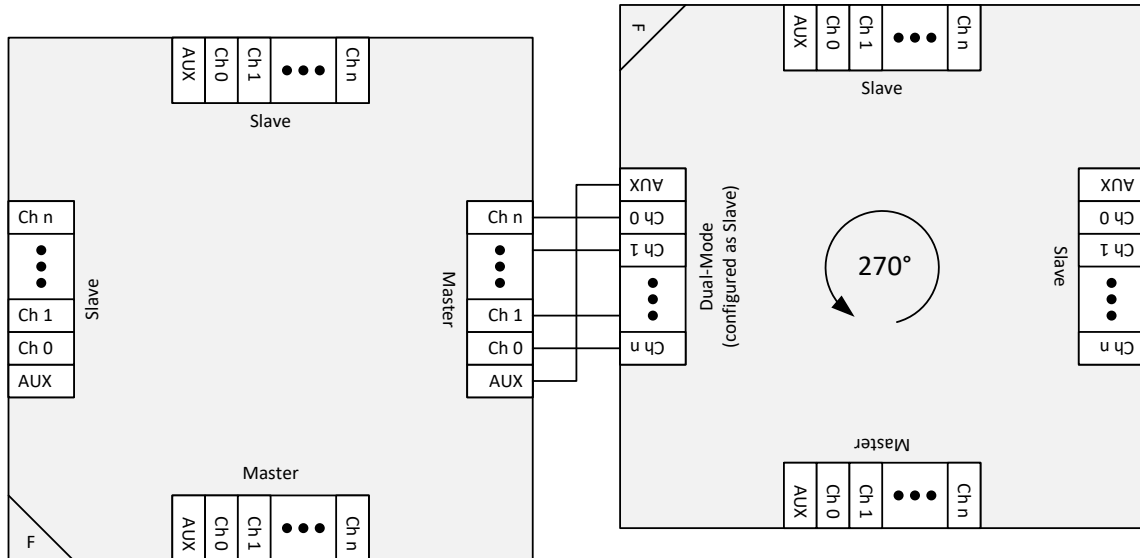 AUX
Ch 0
Ch 1
Ch n
Slave
Ch n
Ch 1
Ch 0
AUX
Slave
Ch n
Ch 1
Ch 0
AUX
Master
Master
AUX
Ch 0
Ch 1
Ch n
F
F
AUX
Ch 0
Ch 1
Ch n
Slave
AUX
Ch 0
Ch 1
Ch n
Dual-Mode
(configured as Slave)
270°
Slave
AUX
Ch 0
Ch 1
Ch n
Master
AUX
Ch 0
Ch 1
Ch n